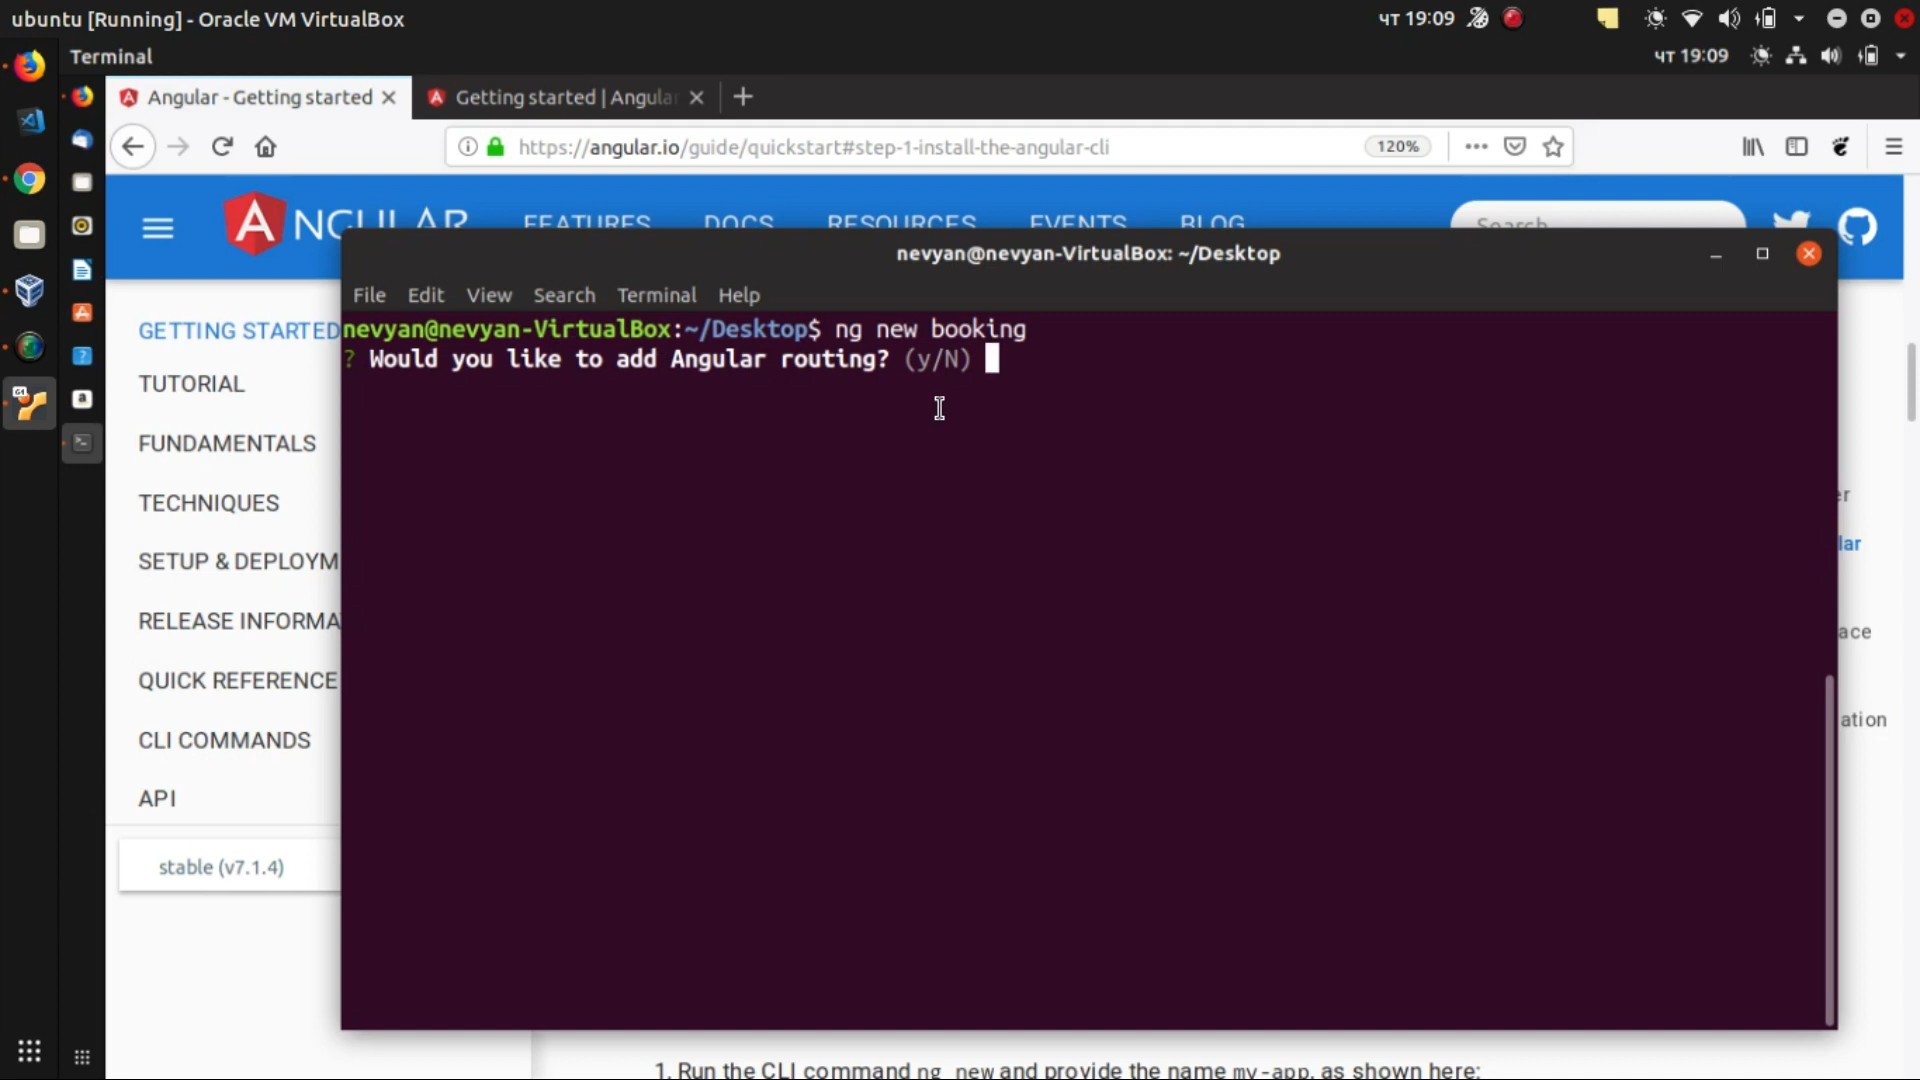 ubuntu [Running] - Oracle VM VirtualBox
чт 19:09
Terminal
чт 19:09
Angular - Getting started
Getting started | Angular
https://angular.io/guide/quickstart#step-1-install-the-angular-cli
120%
ANGULAR
FEATURES
DOCS
RESOURCES
EVENTS
BLOG
Search
nevyan@nevyan-VirtualBox: ~/Desktop
File Edit View Search Terminal Help
nevyan@nevyan-VirtualBox:~/Desktop$ ng new booking
? Would you like to add Angular routing? (y/N)
GETTING STARTED
TUTORIAL
FUNDAMENTALS
TECHNIQUES
SETUP & DEPLOYM
RELEASE INFORMA
QUICK REFERENCE
CLI COMMANDS
API
stable (v7.1.4)
er
lar
ace
ation
1. Run the CLI command ng new and provide the name my-app, as shown here: